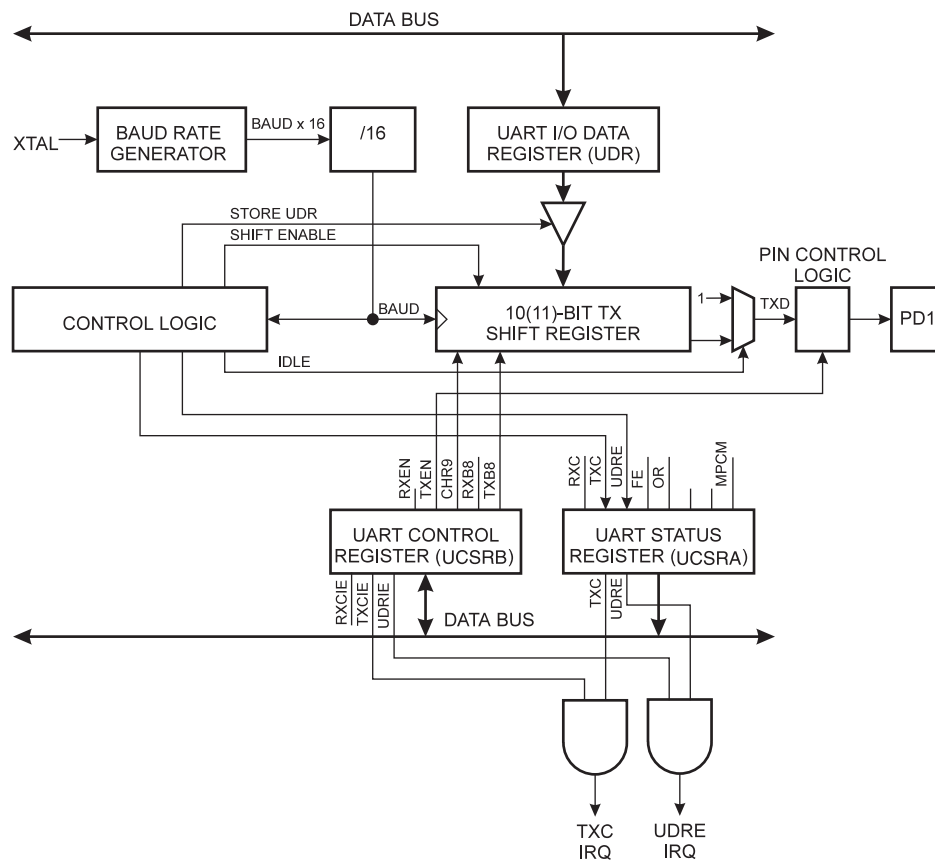 DATA BUS
XTAL
BAUD RATE
GENERATOR
BAUD x 16
/16
UART I/O DATA
REGISTER (UDR)
STORE UDR
SHIFT ENABLE
PIN CONTROL
LOGIC
CONTROL LOGIC
BAUD
10(11)-BIT TX
SHIFT REGISTER
1
TXD
PD1
IDLE
RXEN
TXEN
CHR9
RXB8
TXB8
RXC
TXC
UDRE
FE
OR
MPCM
UART CONTROL
REGISTER (UCSRB)
UART STATUS
REGISTER (UCSRA)
RXCIE
TXCIE
UDRIE
TXC
UDRE
DATA BUS
TXC
IRQ
UDRE
IRQ